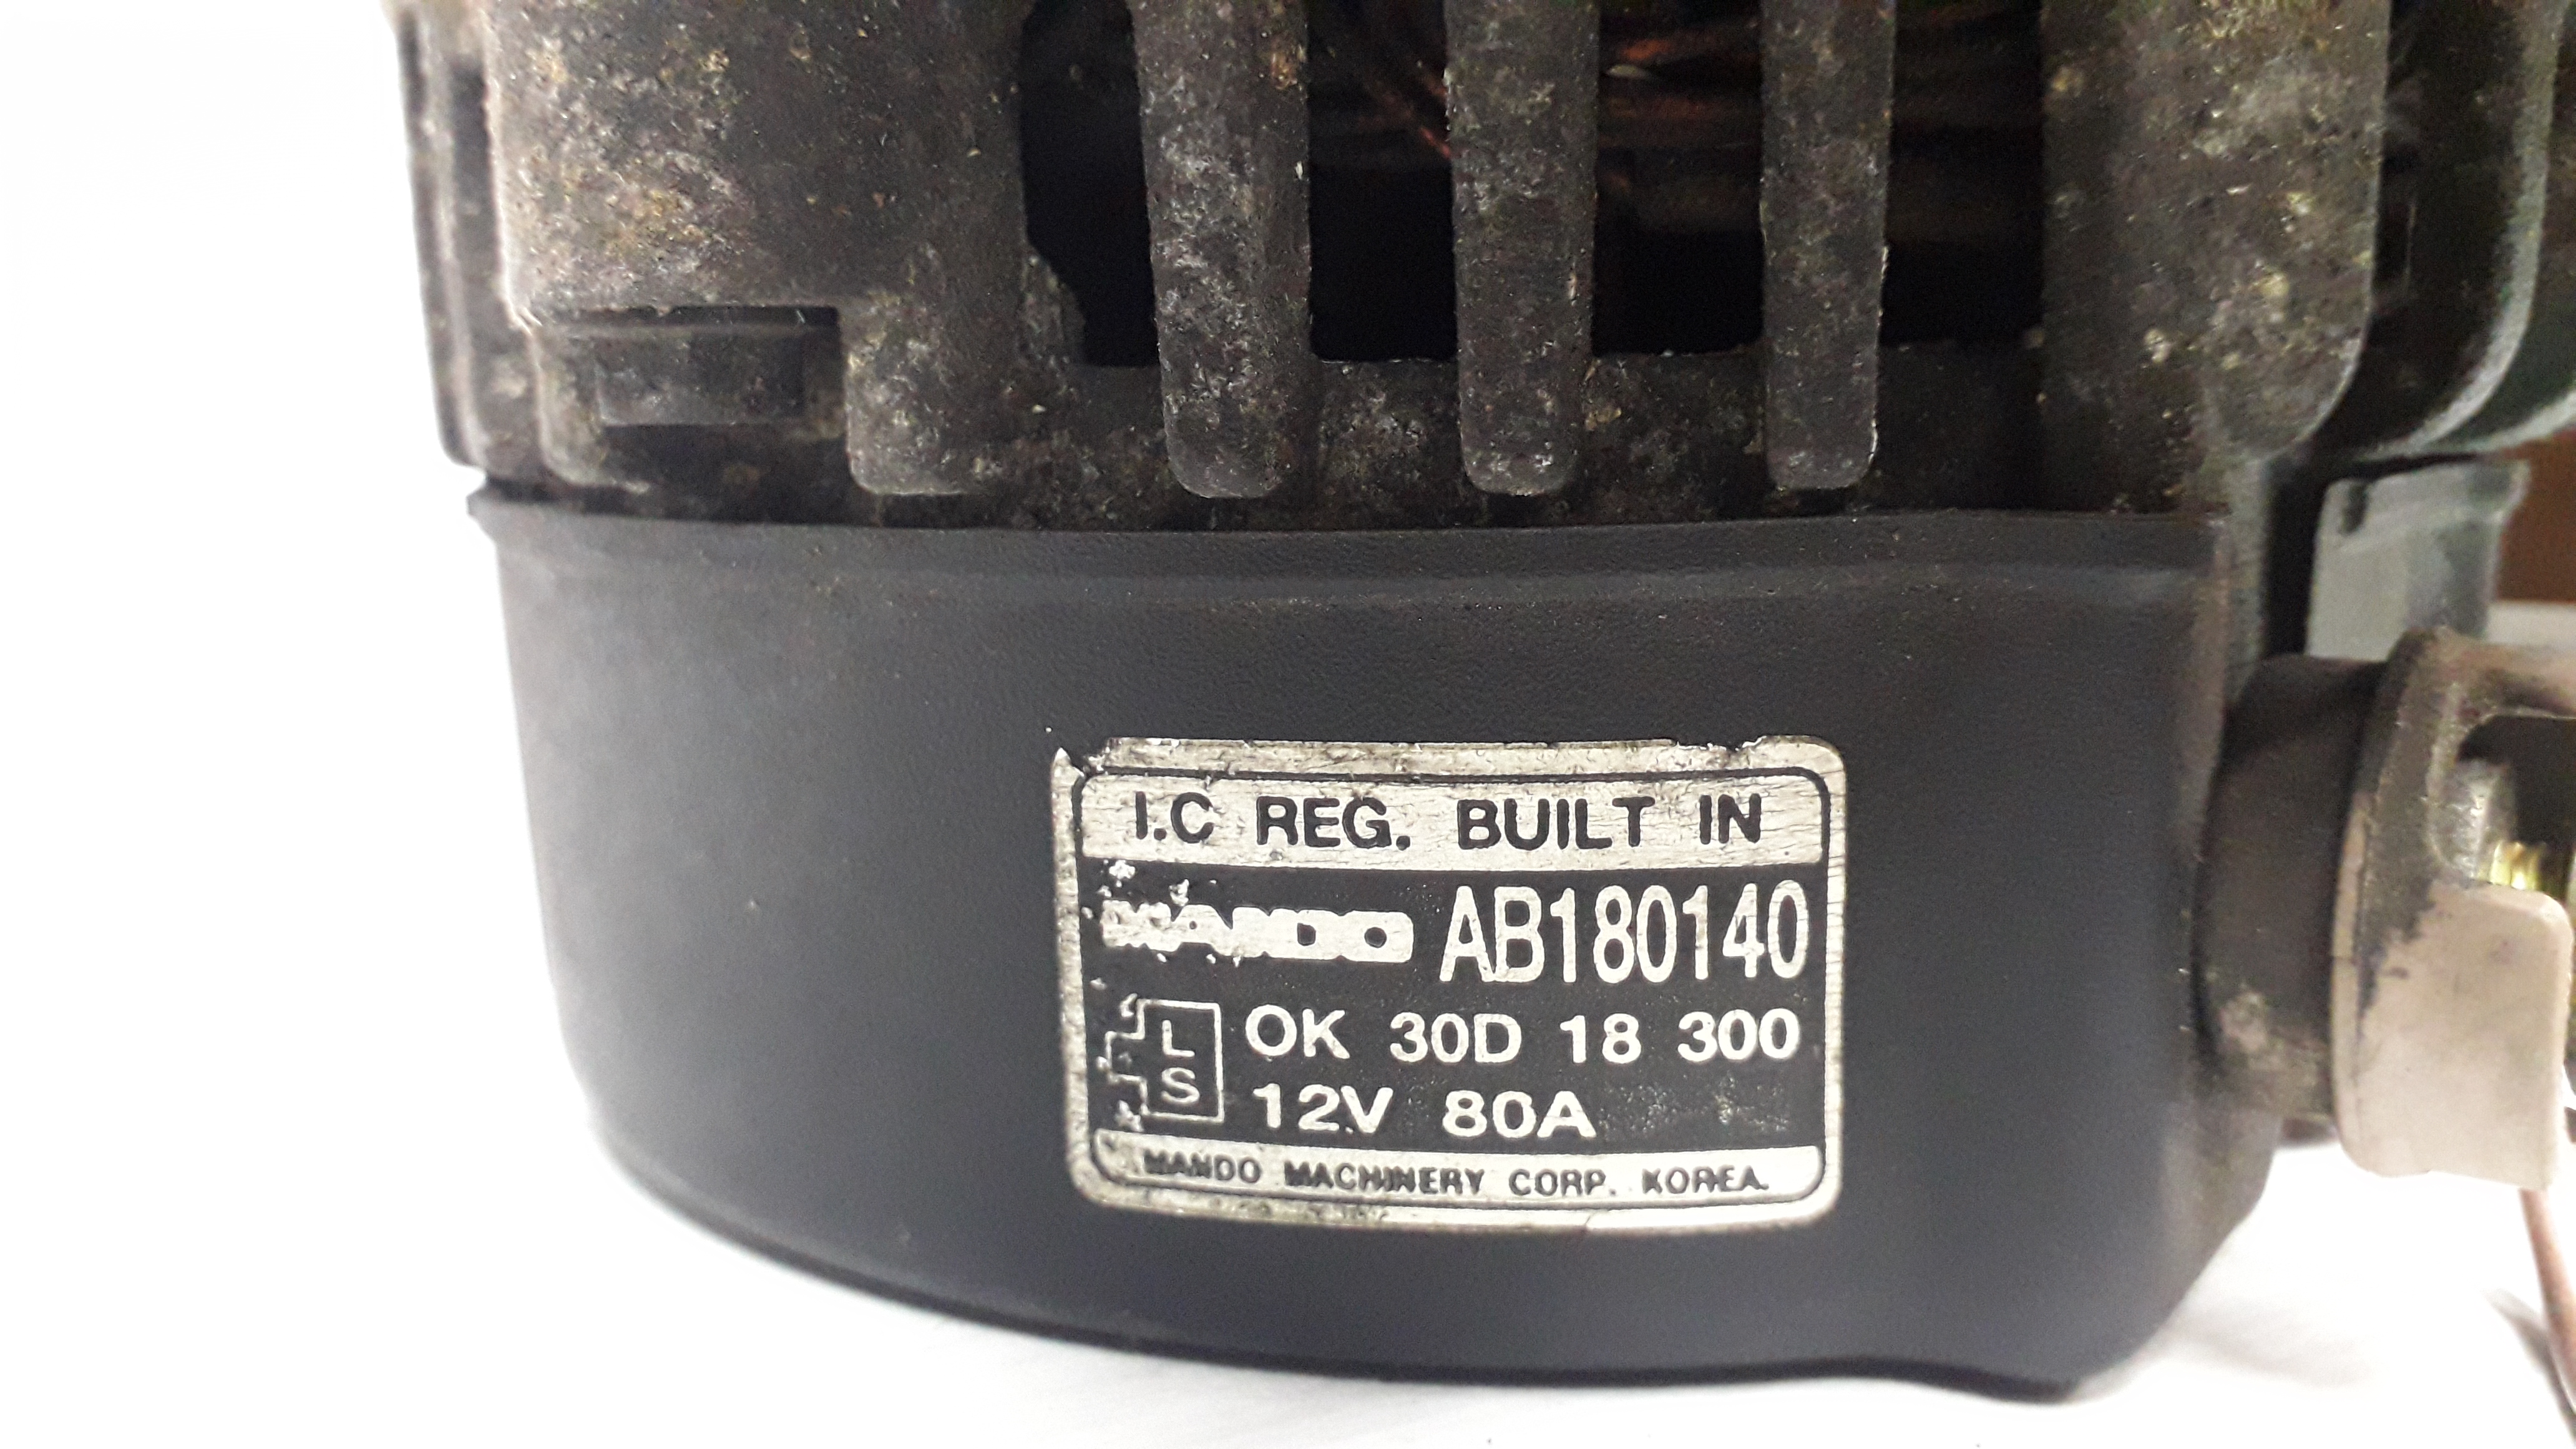 I.C REG. BUILT IN
MANDO AB180140
L OK 30D 18 300
S 12V 80A
MANDO MACHINERY CORP. KOREA.